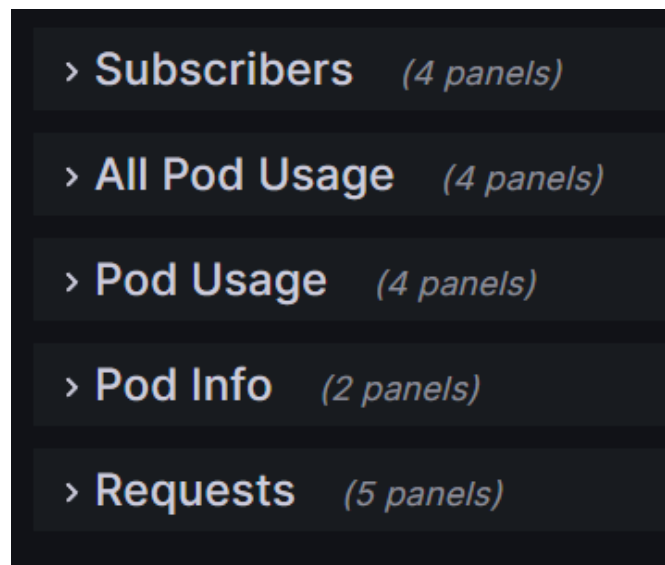 Subscribers (4 panels)
All Pod Usage (4 panels)
Pod Usage (4 panels)
Pod Info (2 panels)
Requests (5 panels)